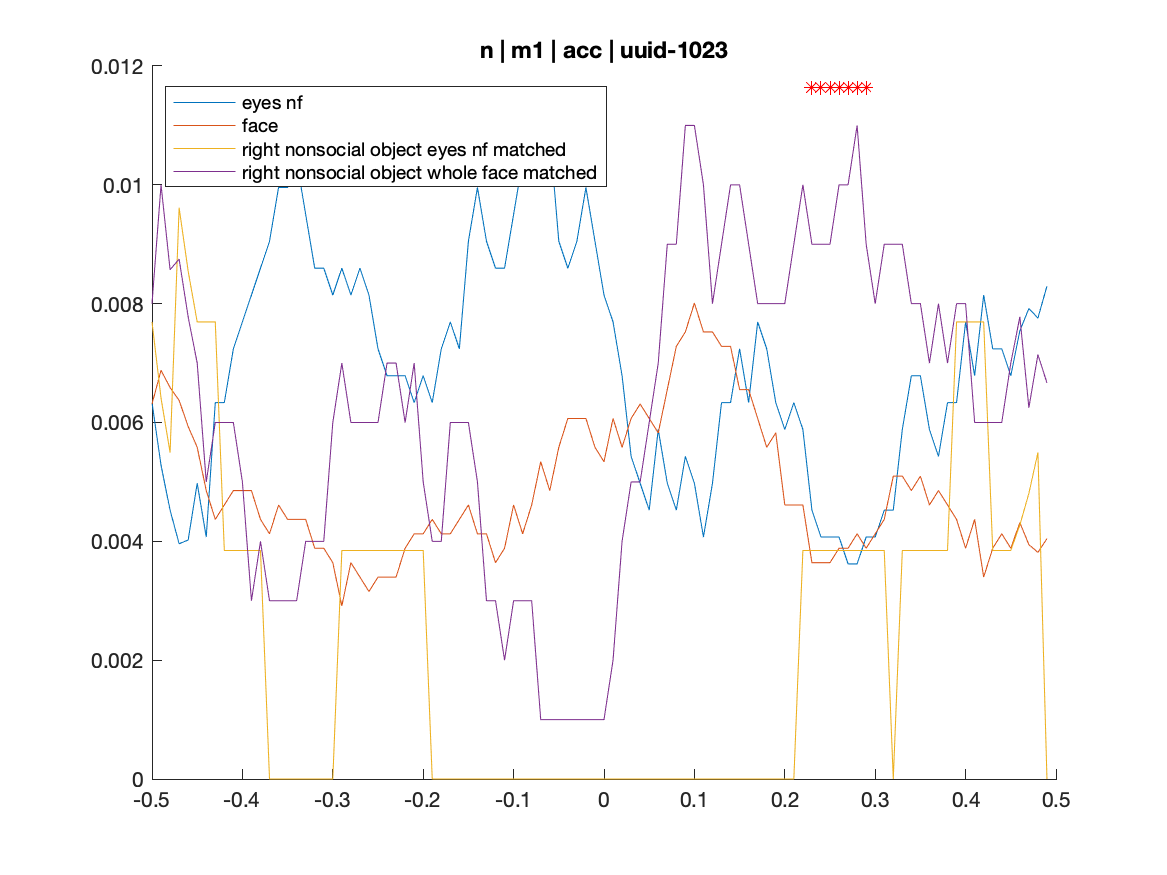 n | m1 | acc | uuid-1023
0.012
0.01
0.008
0.006
0.004
0.002
0
eyes nf
face
right nonsocial object eyes nf matched
right nonsocial object whole face matched
-0.5 -0.4 -0.3 -0.2 -0.1 0 0.1 0.2 0.3 0.4 0.5